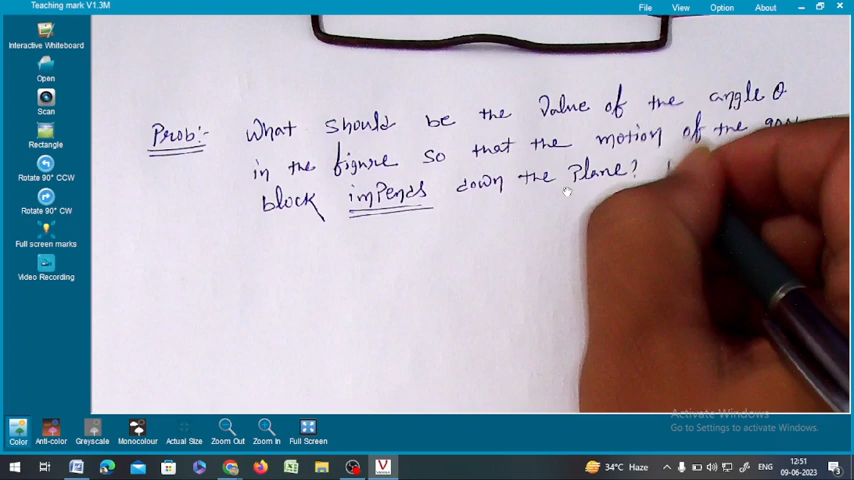 Teaching mark V1.3M
File View Option About
Interactive Whiteboard
Open
Scan
Rectangle
Rotate 90° CCW
Rotate 90° CW
Full screen marks
Video Recording
Prob:- What should be the value of the angle θ
in the figure so that the motion of the
block impends down the Plane?
Activate Windows
Go to Settings to activate Windows.
Color Anti-color Greyscale Monocolour Actual Size Zoom Out Zoom In Full Screen
34°C Haze ENG 12:51
09-06-2023